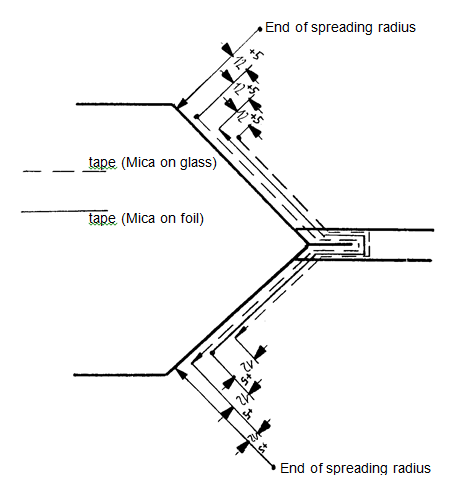 End of spreading radius
12 +5
12 +5
12 +5
tape (Mica on glass)
tape (Mica on foil)
12
+5
12
+5
12
+5
End of spreading radius